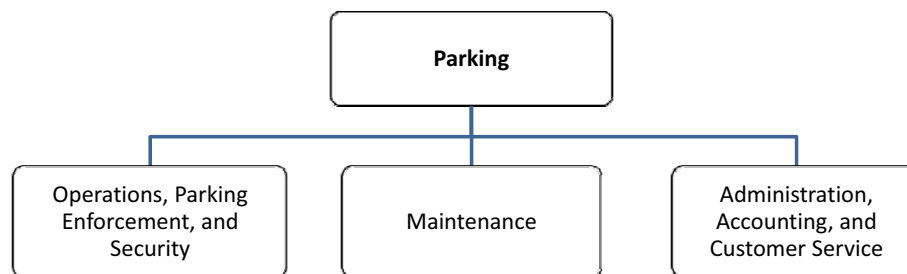 Parking
Operations, Parking
Enforcement, and
Security
Maintenance
Administration,
Accounting, and
Customer Service